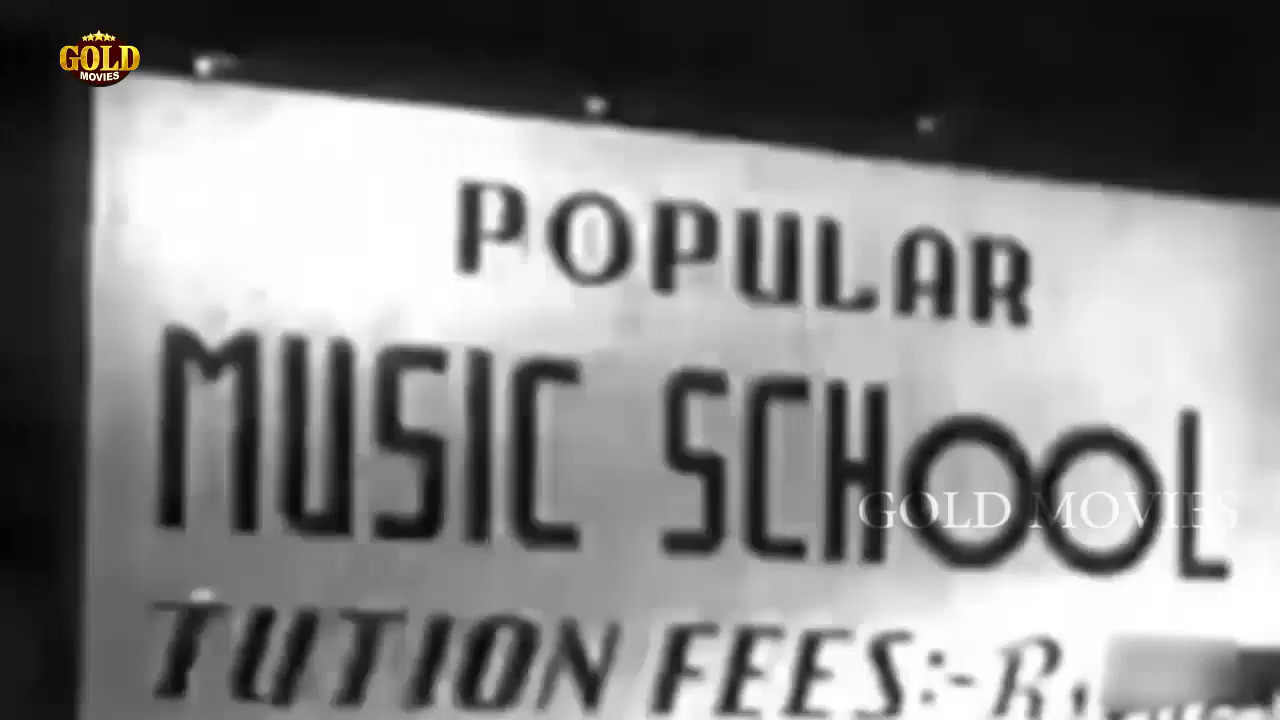 GOLD
MOVIES
POPULAR
MUSIC SCHOOL
GOLD MOVIES
TUTION FEES:-